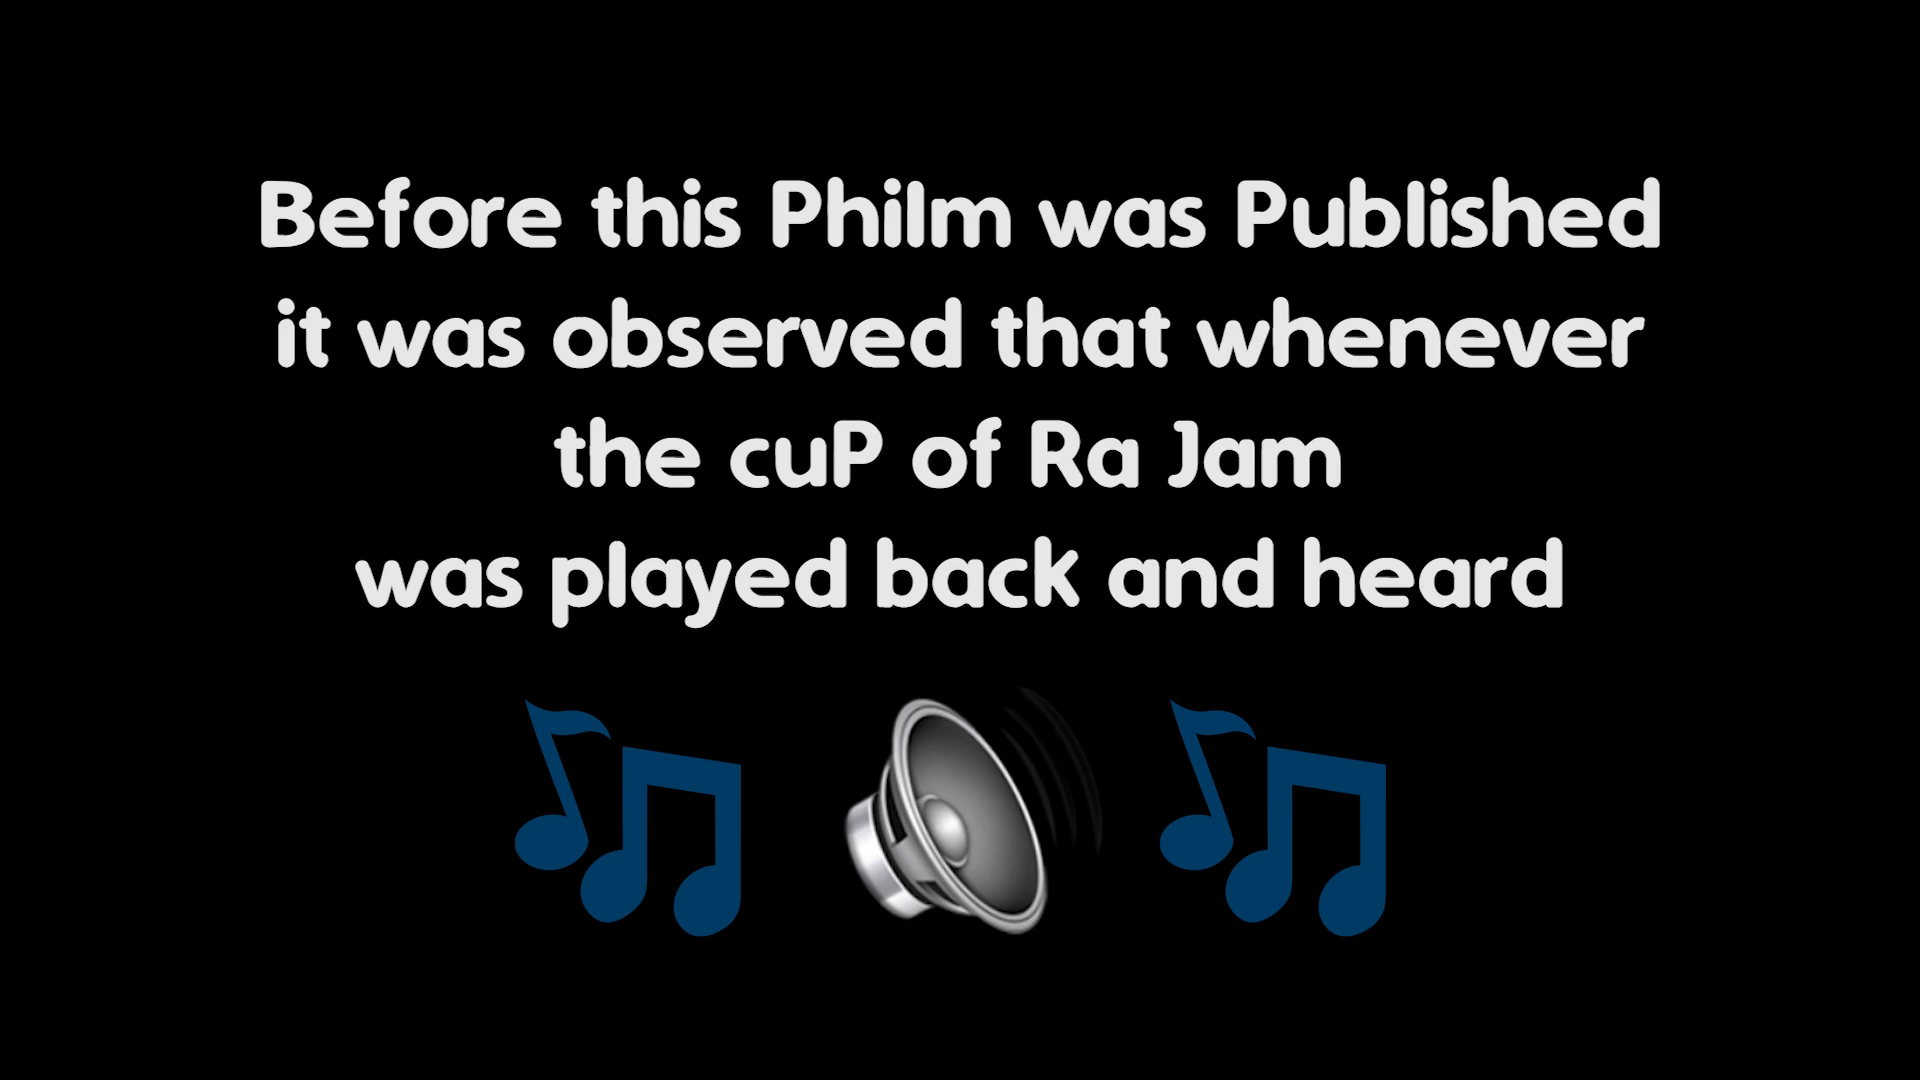 Before this Philm was Published
it was observed that whenever
the cuP of Ra Jam
was played back and heard